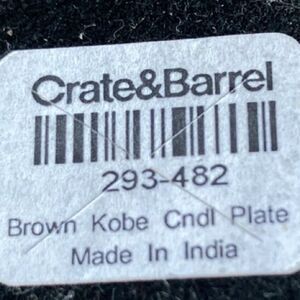 Crate&Barrel
293-482
Brown Kobe Cndl Plate
Made In India